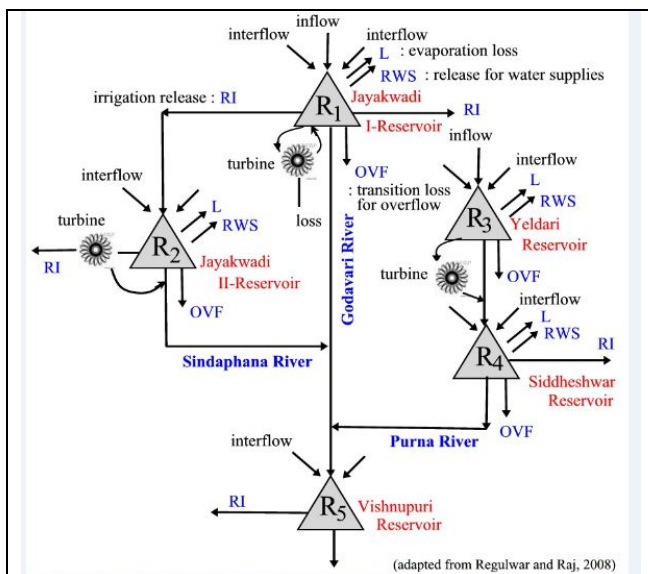 inflow
interflow
interflow
L : evaporation loss
RWS : release for water supplies
irrigation release : RI
R1
Jayakwadi
I-Reservoir
RI
turbine
OVF
: transition loss
for overflow
loss
inflow
interflow
L
RWS
R3
Yeldari
Reservoir
turbine
OVF
interflow
interflow
L
RWS
turbine
R2
RI
Jayakwadi
II-Reservoir
OVF
Godavari River
Sindaphana River
L
RWS
R4
RI
Siddheshwar
Reservoir
OVF
Purna River
interflow
R5
RI
Vishnupuri
Reservoir
(adapted from Regulwar and Raj, 2008)